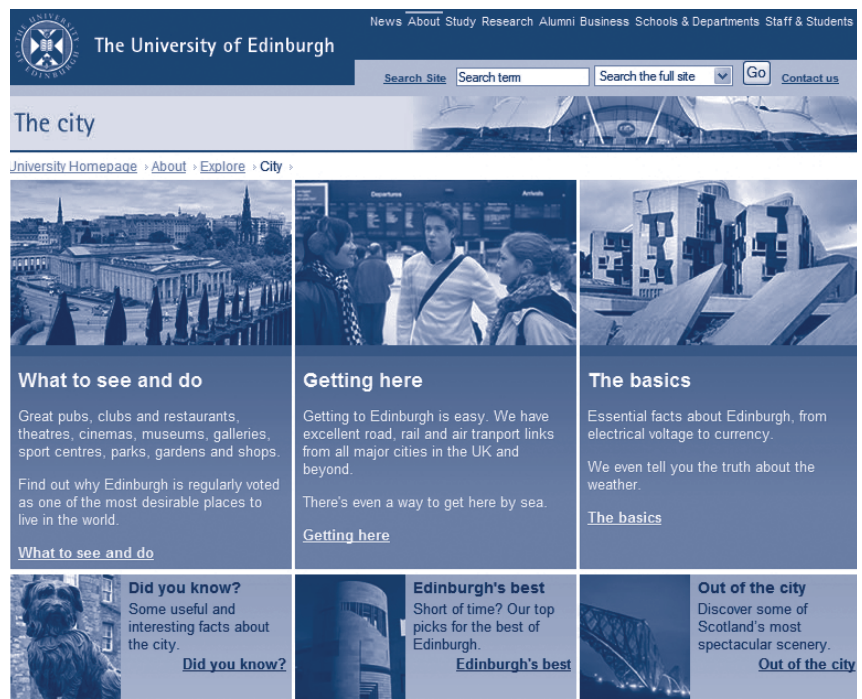 THE UNIVERSITY OF EDINBURGH
The University of Edinburgh
News About Study Research Alumni Business Schools & Departments Staff & Students
Search Site Search term Search the full site Go Contact us
The city
University Homepage › About › Explore › City ›
Departures Arrivals
What to see and do
Great pubs, clubs and restaurants,
theatres, cinemas, museums, galleries,
sport centres, parks, gardens and shops.
Find out why Edinburgh is regularly voted
as one of the most desirable places to
live in the world.
What to see and do
Getting here
Getting to Edinburgh is easy. We have
excellent road, rail and air tranport links
from all major cities in the UK and
beyond.
There's even a way to get here by sea.
Getting here
The basics
Essential facts about Edinburgh, from
electrical voltage to currency.
We even tell you the truth about the
weather.
The basics
Did you know?
Some useful and
interesting facts about
the city.
Did you know?
Edinburgh's best
Short of time? Our top
picks for the best of
Edinburgh.
Edinburgh's best
Out of the city
Discover some of
Scotland's most
spectacular scenery.
Out of the city